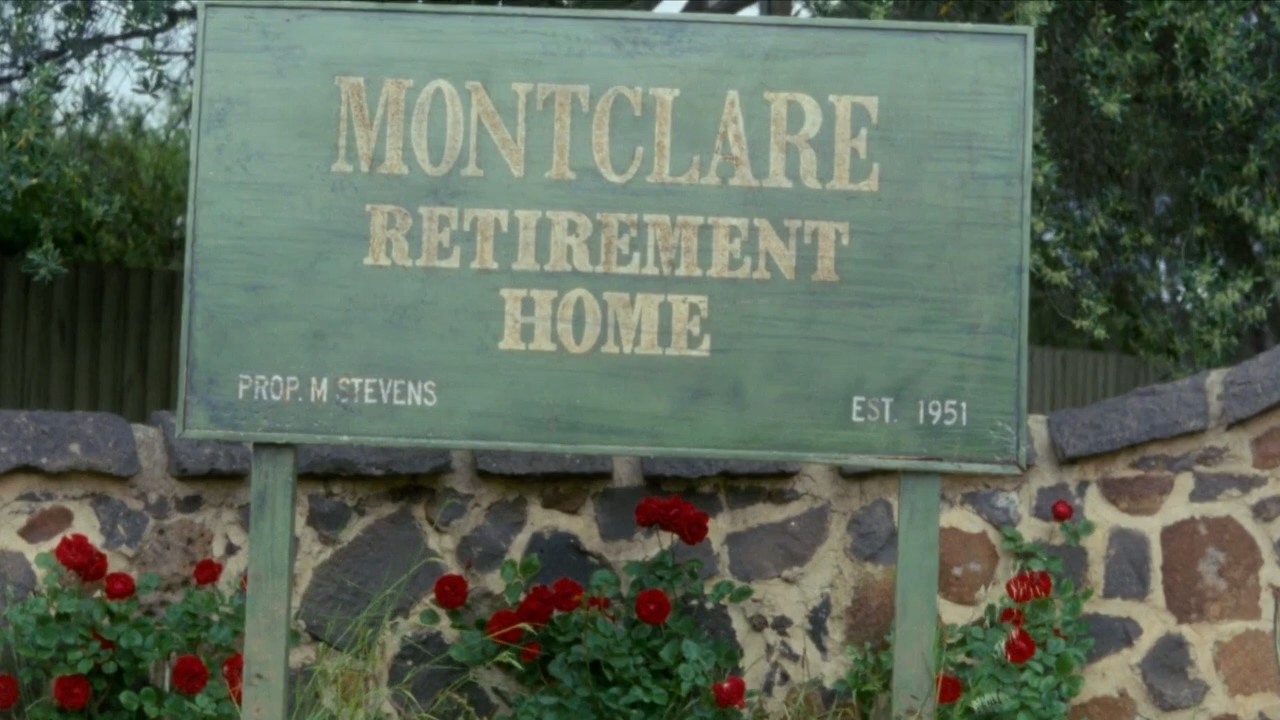 MONTCLARE
RETIREMENT
HOME
PROP. M STEVENS
EST. 1951